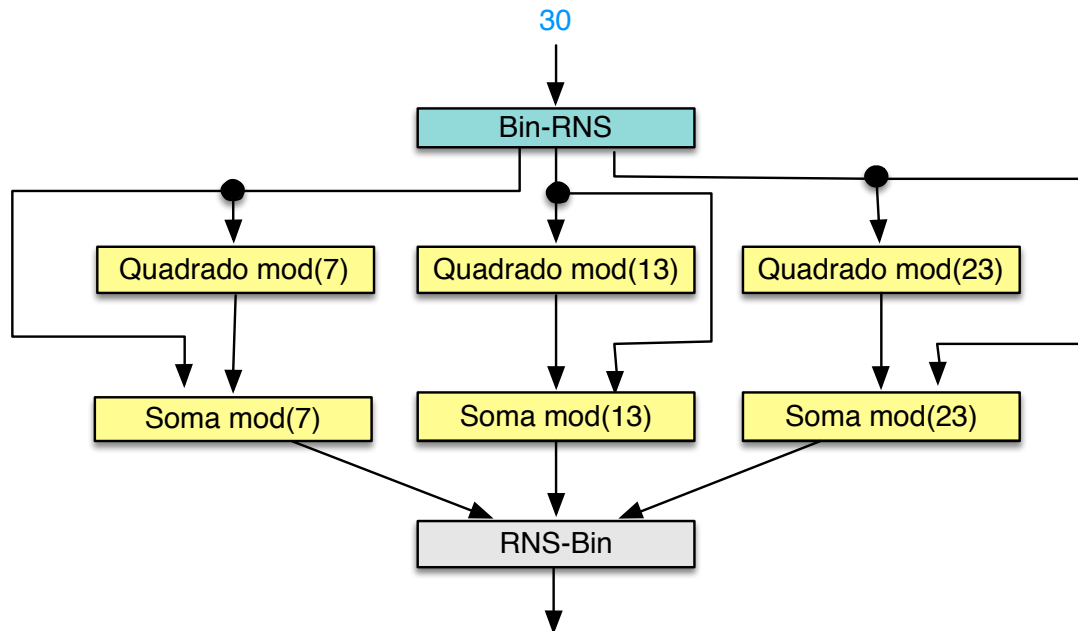 30
Bin-RNS
Quadrado mod(7)
Quadrado mod(13)
Quadrado mod(23)
Soma mod(7)
Soma mod(13)
Soma mod(23)
RNS-Bin